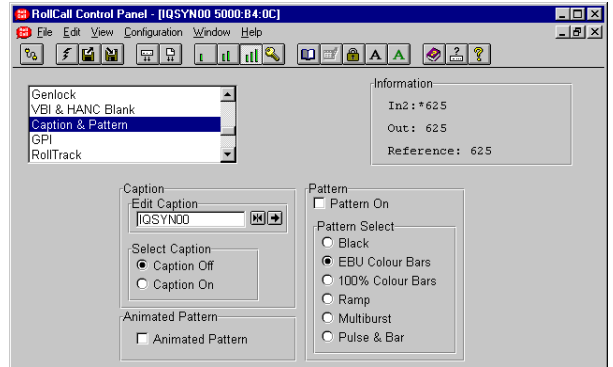 RollCall Control Panel - [IQSYN00 5000:B4:0C]
File Edit View Configuration Window Help
A A
Genlock
VBI & HANC Blank
Caption & Pattern
GPI
RollTrack
Information
In2:*625
Out: 625
Reference: 625
Caption
Edit Caption
IQSYN00
Select Caption
Caption Off
Caption On
Animated Pattern
Animated Pattern
Pattern
Pattern On
Pattern Select
Black
EBU Colour Bars
100% Colour Bars
Ramp
Multiburst
Pulse & Bar